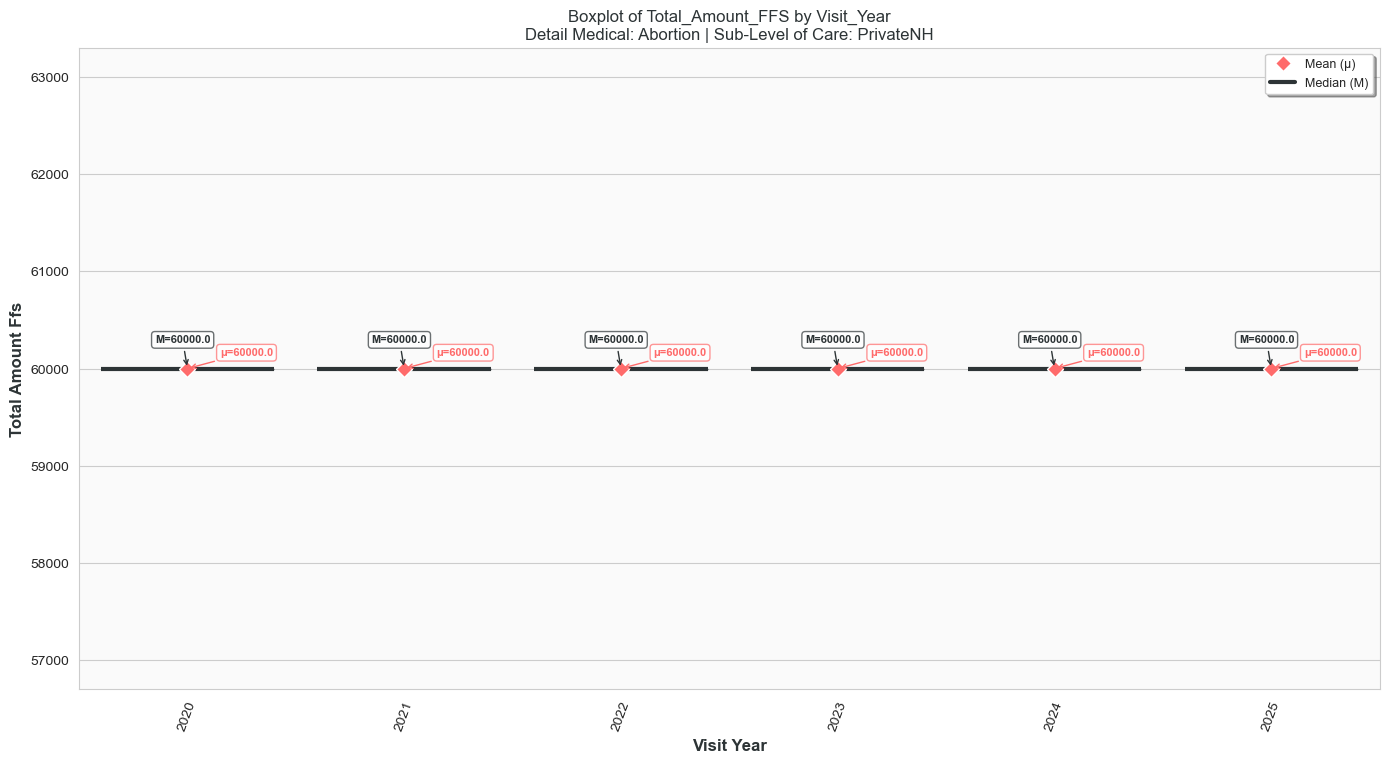 Boxplot of Total_Amount_FFS by Visit_Year
Detail Medical: Abortion | Sub-Level of Care: PrivateNH
Mean (μ)
Median (M)
Total Amount Ffs
63000
62000
61000
60000
59000
58000
57000
M=60000.0
μ=60000.0
M=60000.0
μ=60000.0
M=60000.0
μ=60000.0
M=60000.0
μ=60000.0
M=60000.0
μ=60000.0
M=60000.0
μ=60000.0
2020
2021
2022
2023
2024
2025
Visit Year